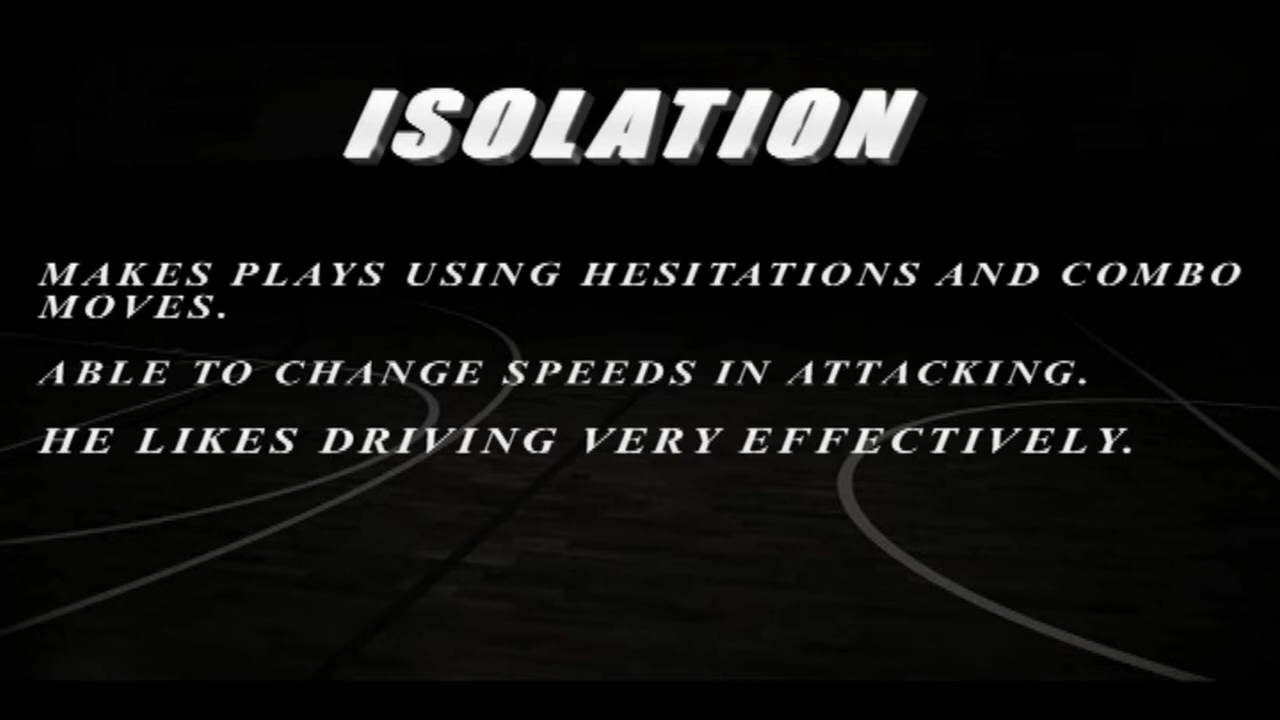 ISOLATION
MAKES PLAYS USING HESITATIONS AND COMBO
MOVES.
ABLE TO CHANGE SPEEDS IN ATTACKING.
HE LIKES DRIVING VERY EFFECTIVELY.